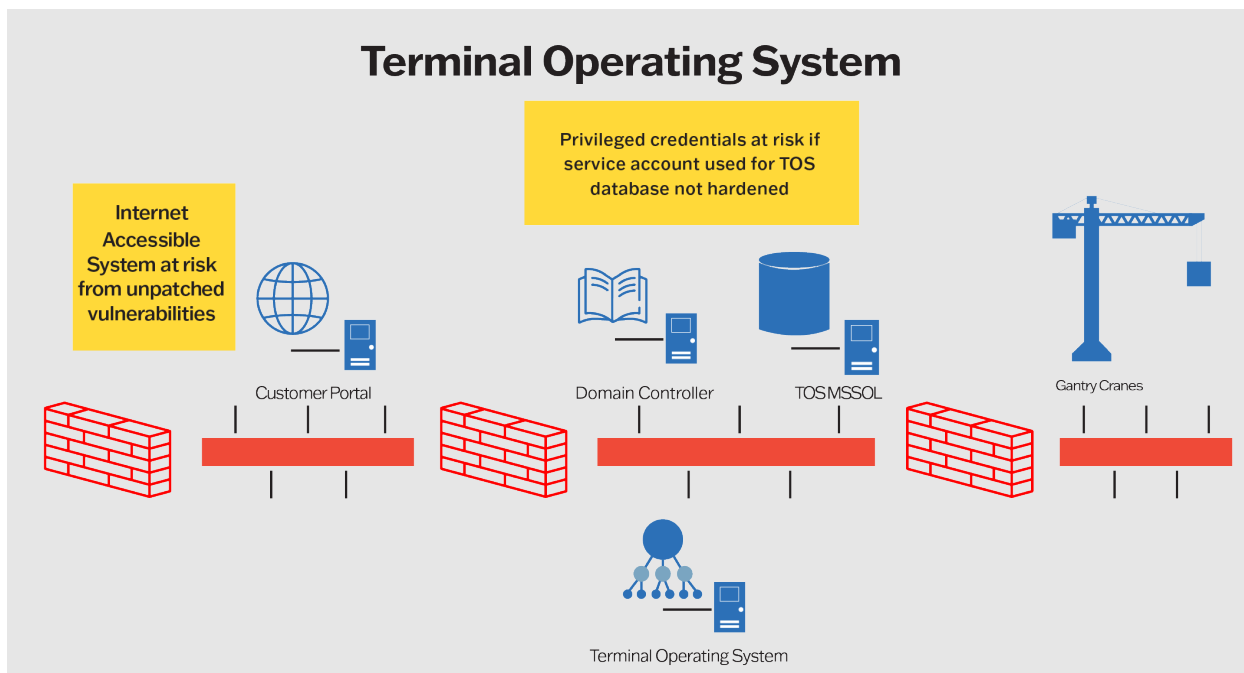 Terminal Operating System
Privileged credentials at risk if
service account used for TOS
database not hardened
Internet
Accessible
System at risk
from unpatched
vulnerabilities
Customer Portal
Domain Controller
TOS MSSOL
Gantry Cranes
Terminal Operating System